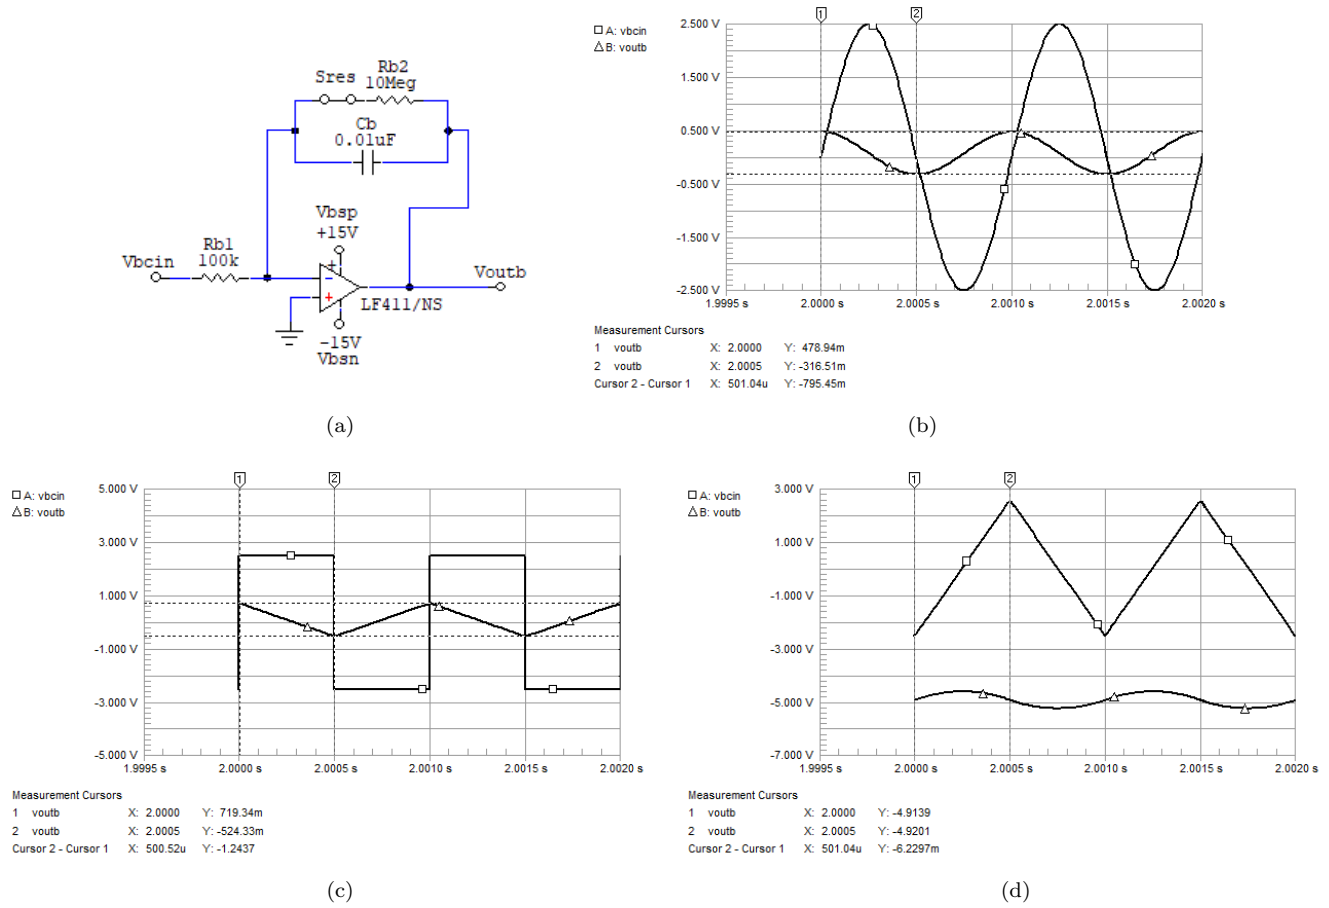 Sres
Rb2
10Meg
Cb
0.01uF
Vbsp
+15V
Rb1
100k
Vbcin
Voutb
LF411/NS
-15V
Vbsn
(a)
A: vbcin
B: voutb
1 2
2.500 V
1.500 V
0.500 V
-0.500 V
-1.500 V
-2.500 V
1.9995 s 2.0000 s 2.0005 s 2.0010 s 2.0015 s 2.0020 s
Measurement Cursors
1 voutb X: 2.0000 Y: 478.94m
2 voutb X: 2.0005 Y: -316.51m
Cursor 2 - Cursor 1 X: 501.04u Y: -795.45m
(b)
A: vbcin
B: voutb
1 2
5.000 V
3.000 V
1.000 V
-1.000 V
-3.000 V
-5.000 V
1.9995 s 2.0000 s 2.0005 s 2.0010 s 2.0015 s 2.0020 s
Measurement Cursors
1 voutb X: 2.0000 Y: 719.34m
2 voutb X: 2.0005 Y: -524.33m
Cursor 2 - Cursor 1 X: 500.52u Y: -1.2437
(c)
A: vbcin
B: voutb
1 2
3.000 V
1.000 V
-1.000 V
-3.000 V
-5.000 V
-7.000 V
1.9995 s 2.0000 s 2.0005 s 2.0010 s 2.0015 s 2.0020 s
Measurement Cursors
1 voutb X: 2.0000 Y: -4.9139
2 voutb X: 2.0005 Y: -4.9201
Cursor 2 - Cursor 1 X: 501.04u Y: -6.2297m
(d)